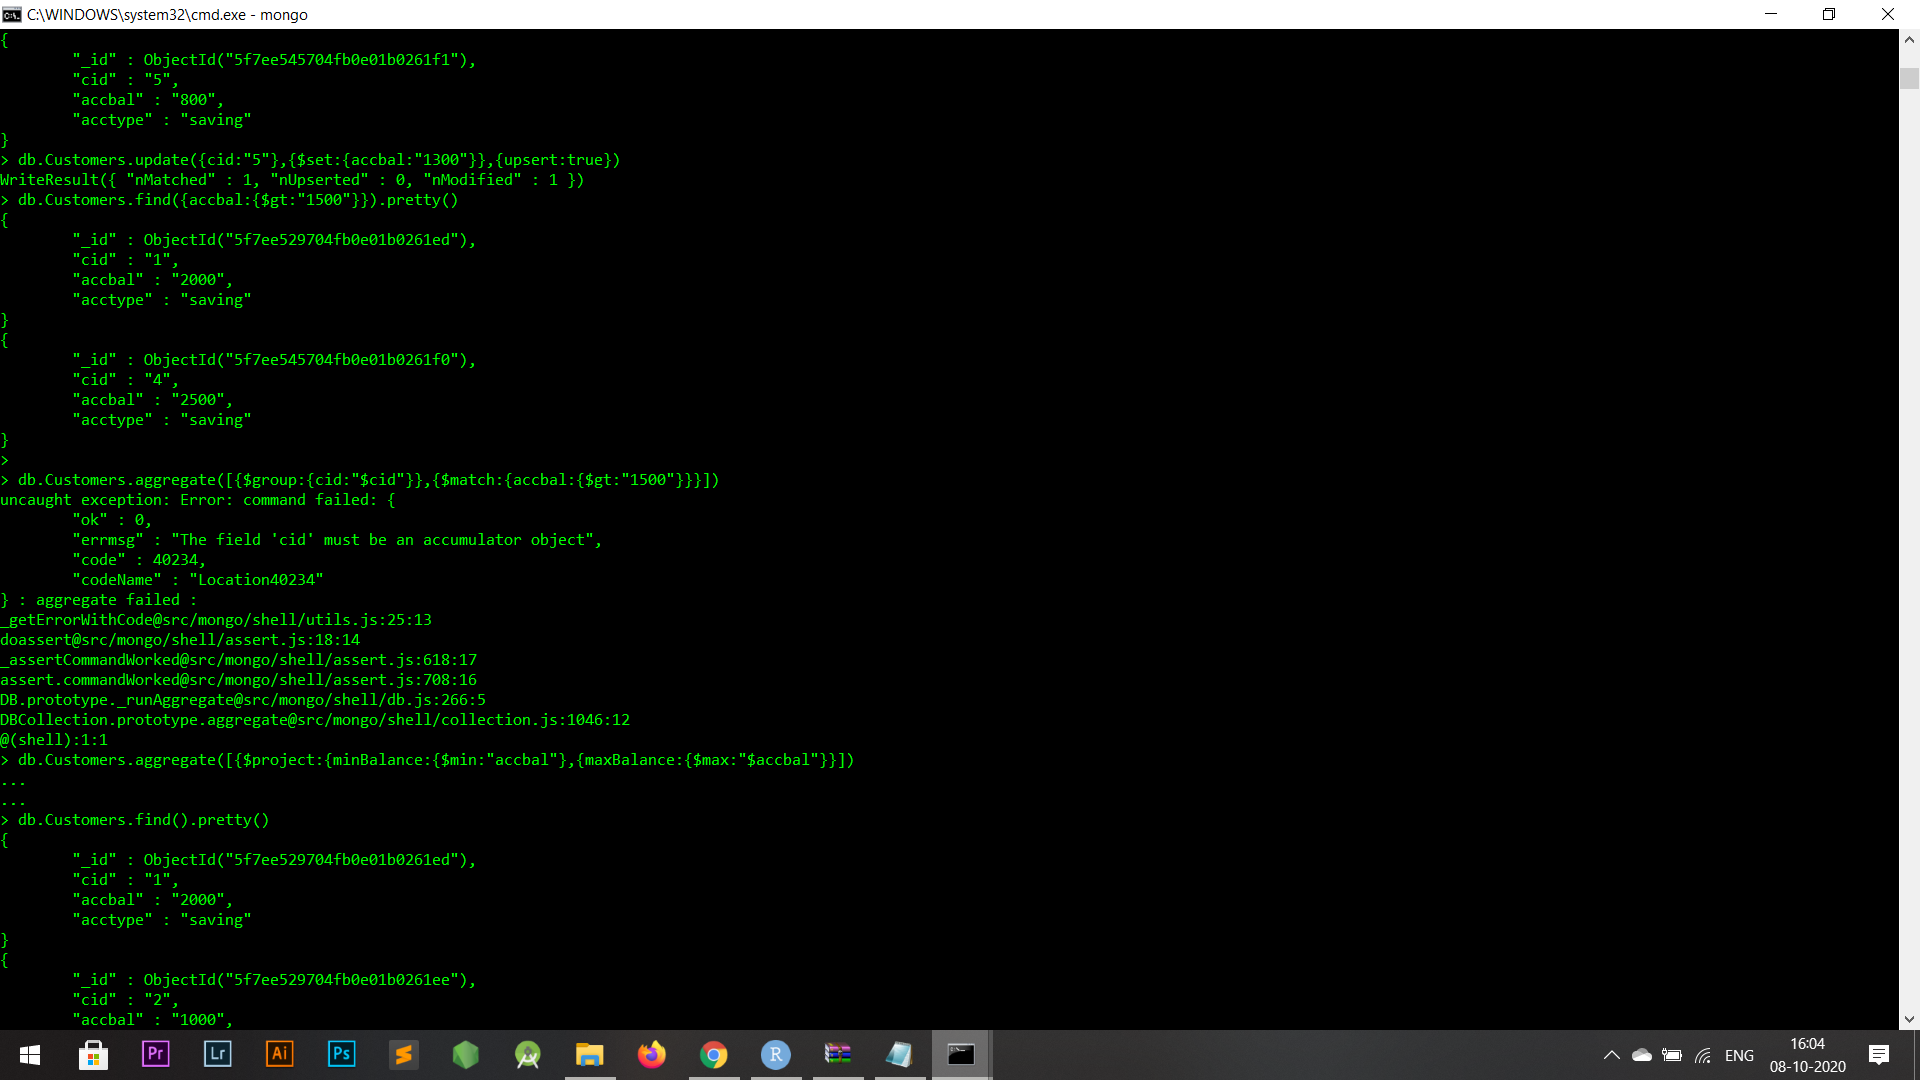 C:\WINDOWS\system32\cmd.exe - mongo
{
"_id" : ObjectId("5f7ee545704fb0e01b0261f1"),
"cid" : "5",
"accbal" : "800",
"acctype" : "saving"
}
> db.Customers.update({cid:"5"},{$set:{accbal:"1300"}},{upsert:true})
WriteResult({ "nMatched" : 1, "nUpserted" : 0, "nModified" : 1 })
> db.Customers.find({accbal:{$gt:"1500"}}).pretty()
{
"_id" : ObjectId("5f7ee529704fb0e01b0261ed"),
"cid" : "1",
"accbal" : "2000",
"acctype" : "saving"
}
{
"_id" : ObjectId("5f7ee545704fb0e01b0261f0"),
"cid" : "4",
"accbal" : "2500",
"acctype" : "saving"
}
>
> db.Customers.aggregate([{$group:{cid:"$cid"}},{$match:{accbal:{$gt:"1500"}}}])
uncaught exception: Error: command failed: {
"ok" : 0,
"errmsg" : "The field 'cid' must be an accumulator object",
"code" : 40234,
"codeName" : "Location40234"
} : aggregate failed :
_getErrorWithCode@src/mongo/shell/utils.js:25:13
doassert@src/mongo/shell/assert.js:18:14
_assertCommandWorked@src/mongo/shell/assert.js:618:17
assert.commandWorked@src/mongo/shell/assert.js:708:16
DB.prototype._runAggregate@src/mongo/shell/db.js:266:5
DBCollection.prototype.aggregate@src/mongo/shell/collection.js:1046:12
@(shell):1:1
> db.Customers.aggregate([{$project:{minBalance:{$min:"accbal"},{maxBalance:{$max:"$accbal"}}])
...
...
> db.Customers.find().pretty()
{
"_id" : ObjectId("5f7ee529704fb0e01b0261ed"),
"cid" : "1",
"accbal" : "2000",
"acctype" : "saving"
}
{
"_id" : ObjectId("5f7ee529704fb0e01b0261ee"),
"cid" : "2",
"accbal" : "1000",
Pr
Lr
Ai
Ps
R
ENG
16:04
08-10-2020